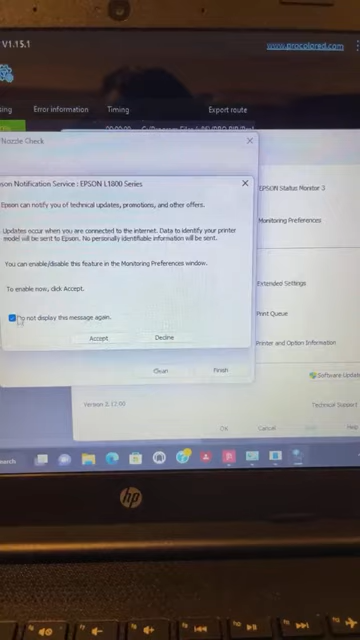 V1.15.1
www.procolored.com
Error information
Timing
Export route
Nozzle Check
son Notification Service : EPSON L1800 Series
EPSON Status Monitor 3
Epson can notify you of technical updates, promotions, and other offers.
Monitoring Preferences
Updates occur when you are connected to the internet. Data to identify your printer
model will be sent to Epson. No personally identifiable information will be sent.
You can enable/disable this feature in the Monitoring Preferences window.
Extended Settings
To enable now, click Accept.
Print Queue
Do not display this message again.
Accept
Decline
Printer and Option Information
Clean
Finish
Software Update
Version
Technical Support
OK
Cancel
Help
earch
hp